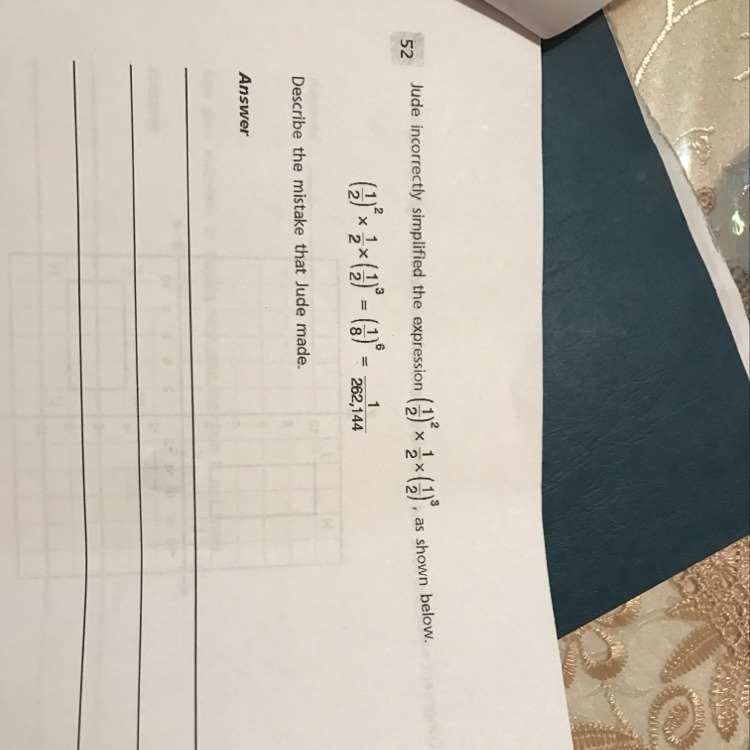 52 Jude incorrectly simplified the expression (1/2)² × 1/2 × (1/2)³, as shown below.
(1/2)² × 1/2 × (1/2)³ = (1/8)⁶ = 1/262,144
Describe the mistake that Jude made.
Answer